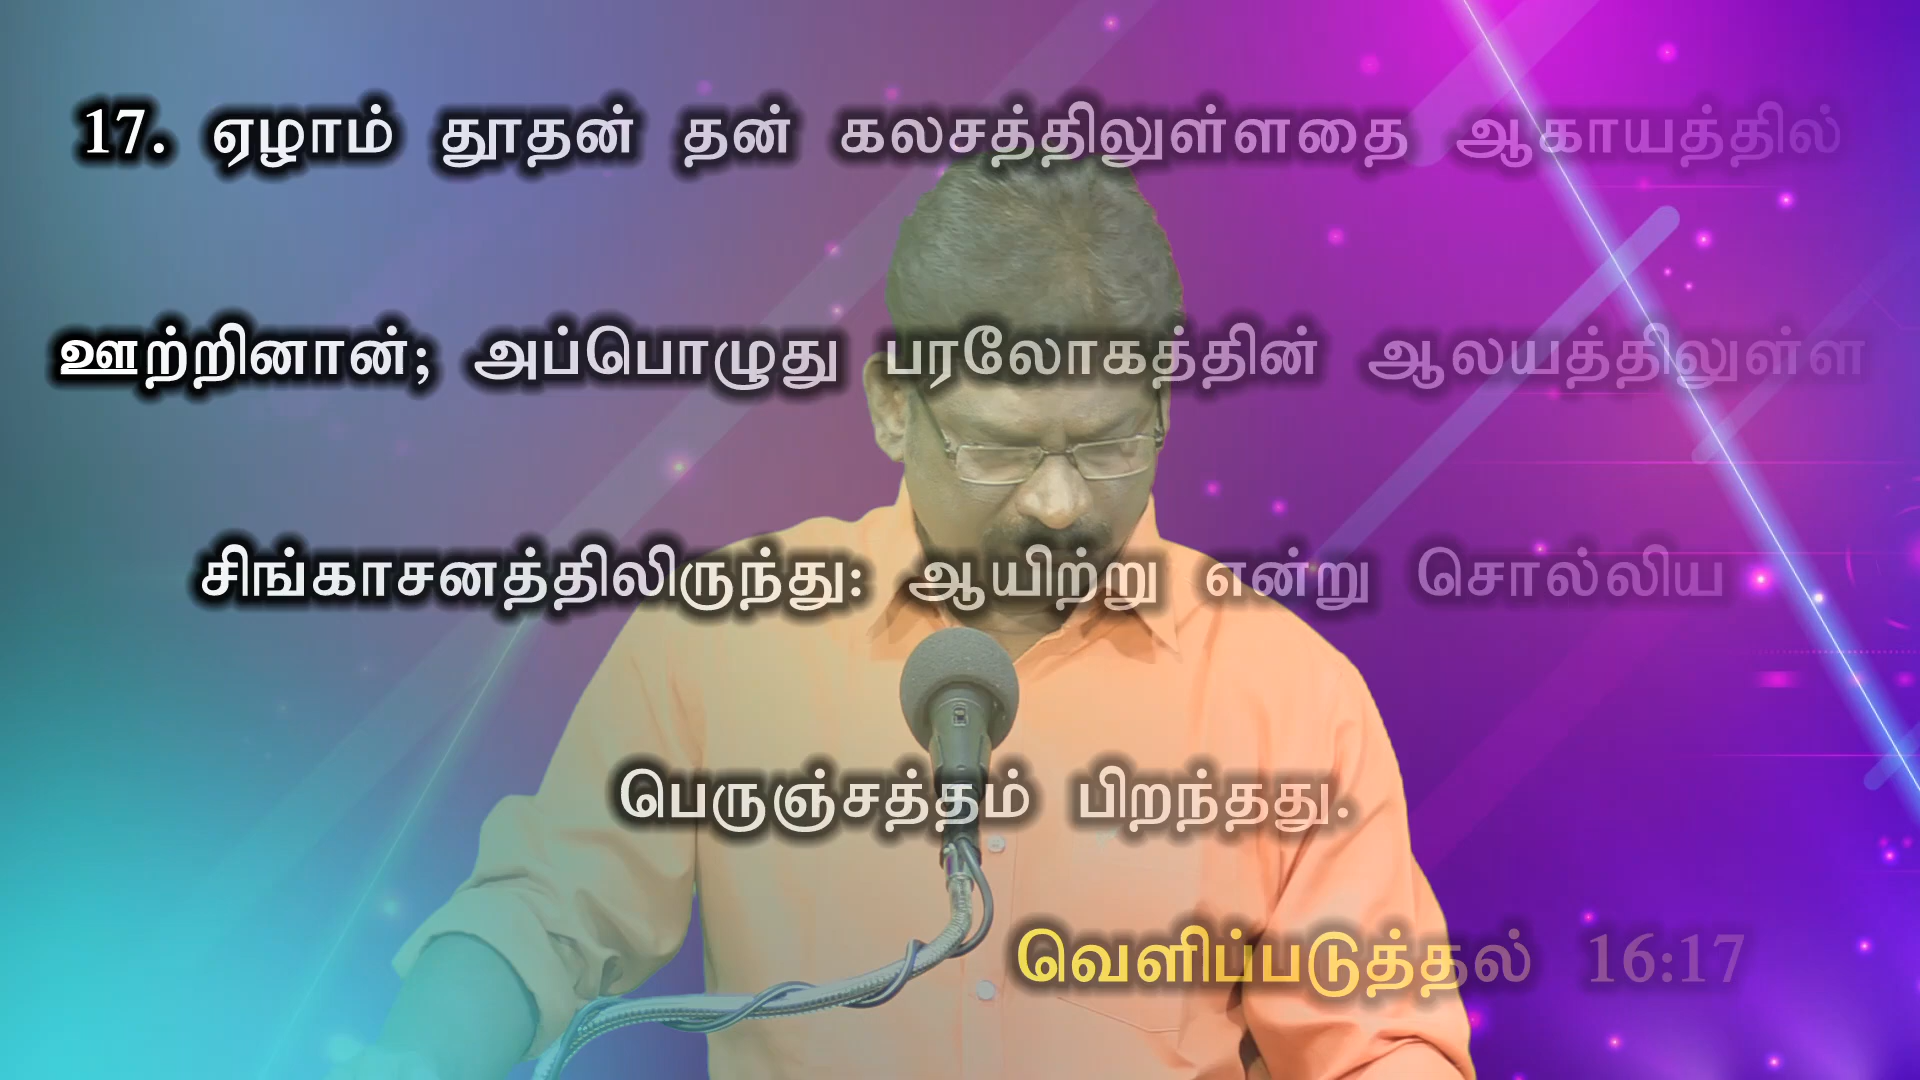 17. ஏழாம் தூதன் தன் கலசத்திலுள்ளதை ஆகாயத்தில்
ஊற்றினான்; அப்பொழுது பரலோகத்தின் ஆலயத்திலுள்ள
சிங்காசனத்திலிருந்து: ஆயிற்று என்று சொல்லிய
பெருஞ்சத்தம் பிறந்தது.
வெளிப்படுத்தல் 16:17